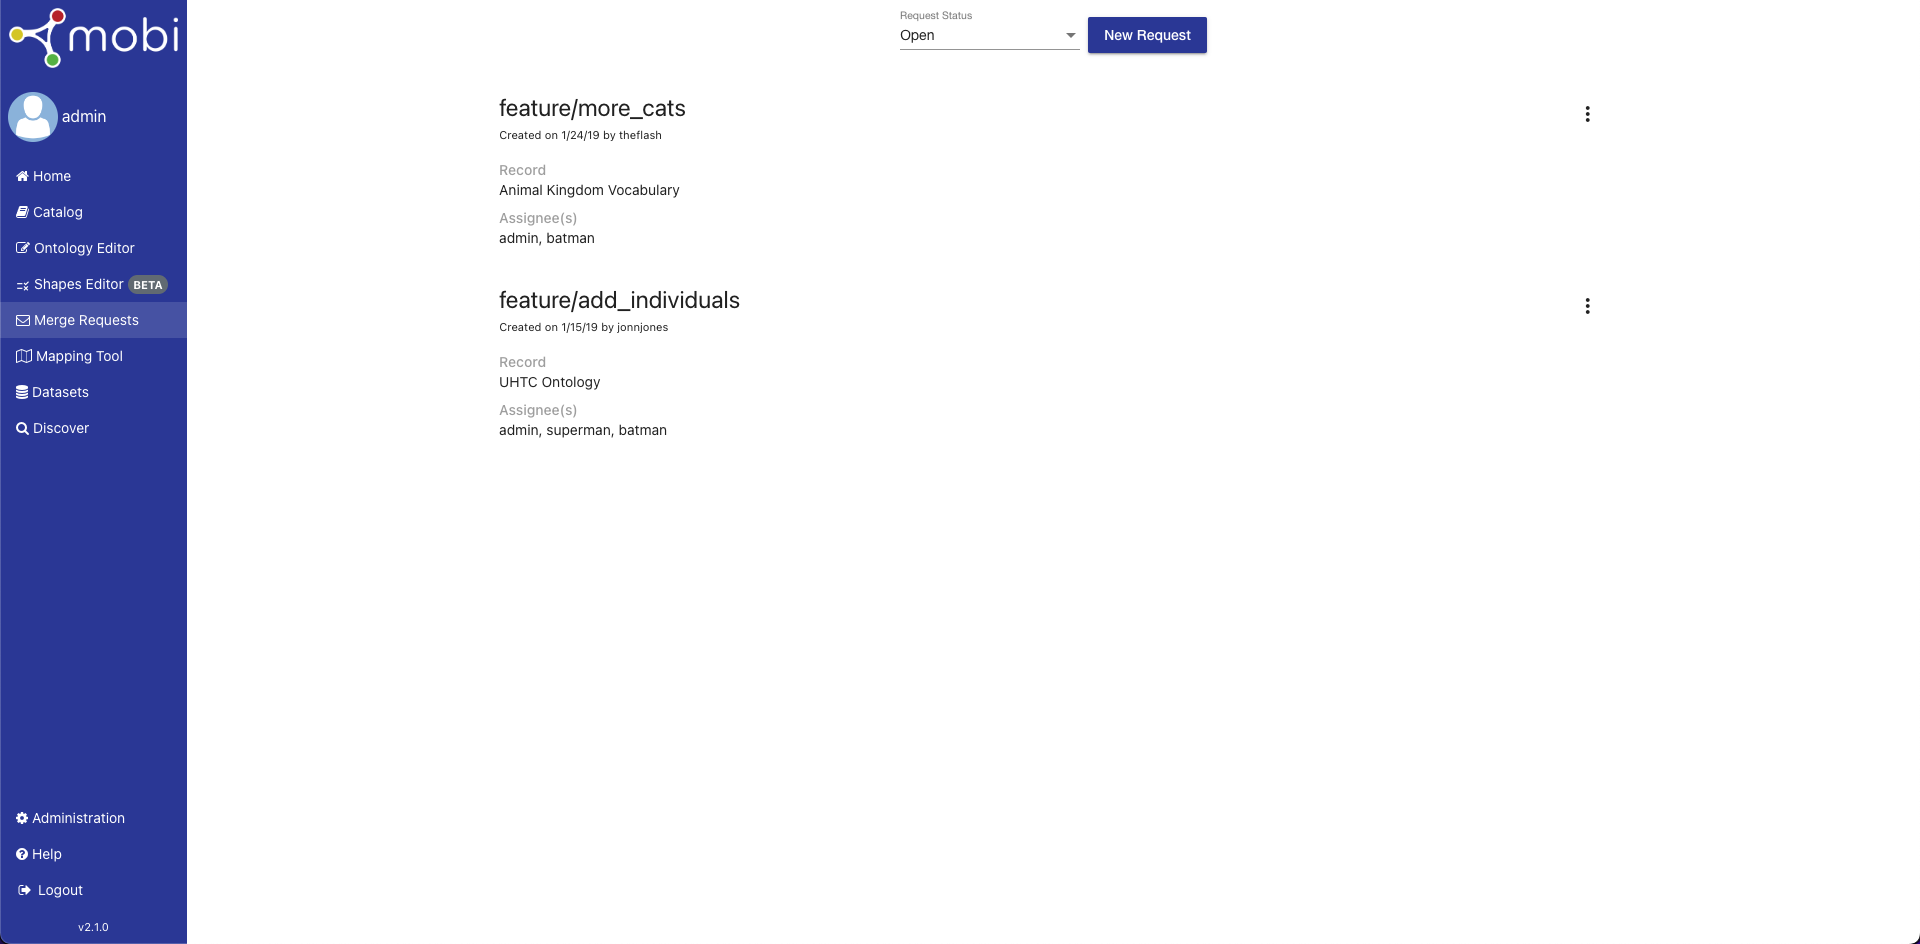 mobi
admin
Home
Catalog
Ontology Editor
Shapes Editor BETA
Merge Requests
Mapping Tool
Datasets
Discover
Administration
Help
Logout
v2.1.0
Request Status
Open
New Request
feature/more_cats
Created on 1/24/19 by theflash
Record
Animal Kingdom Vocabulary
Assignee(s)
admin, batman
feature/add_individuals
Created on 1/15/19 by jonnjones
Record
UHTC Ontology
Assignee(s)
admin, superman, batman